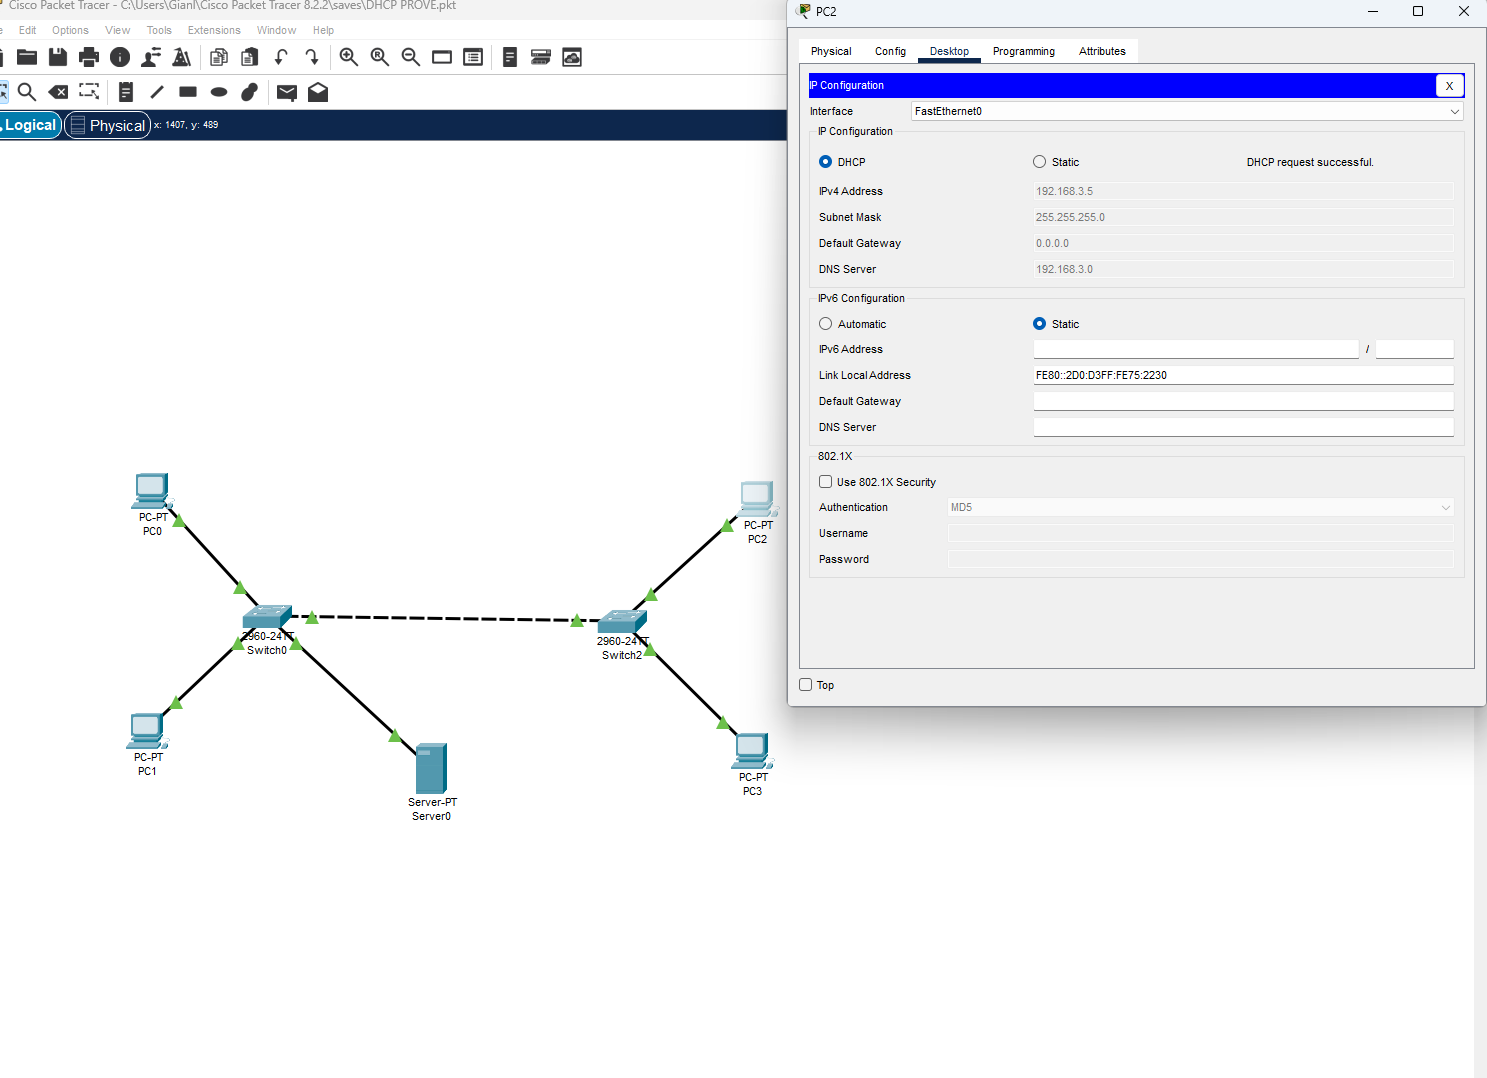 Cisco Packet Tracer - C:\Users\Gianl\Cisco Packet Tracer 8.2.2\saves\DHCP PROVE.pkt
Edit Options View Tools Extensions Window Help
Logical Physical x: 1407, y: 489
PC-PT
PC0
PC-PT
PC2
2960-24TT
Switch0
2960-24TT
Switch2
PC-PT
PC1
PC-PT
PC3
Server-PT
Server0
PC2
Physical Config Desktop Programming Attributes
IP Configuration X
Interface FastEthernet0
IP Configuration
DHCP Static DHCP request successful.
IPv4 Address 192.168.3.5
Subnet Mask 255.255.255.0
Default Gateway 0.0.0.0
DNS Server 192.168.3.0
IPv6 Configuration
Automatic Static
IPv6 Address /
Link Local Address FE80::2D0:D3FF:FE75:2230
Default Gateway
DNS Server
802.1X
Use 802.1X Security
Authentication MD5
Username
Password
Top